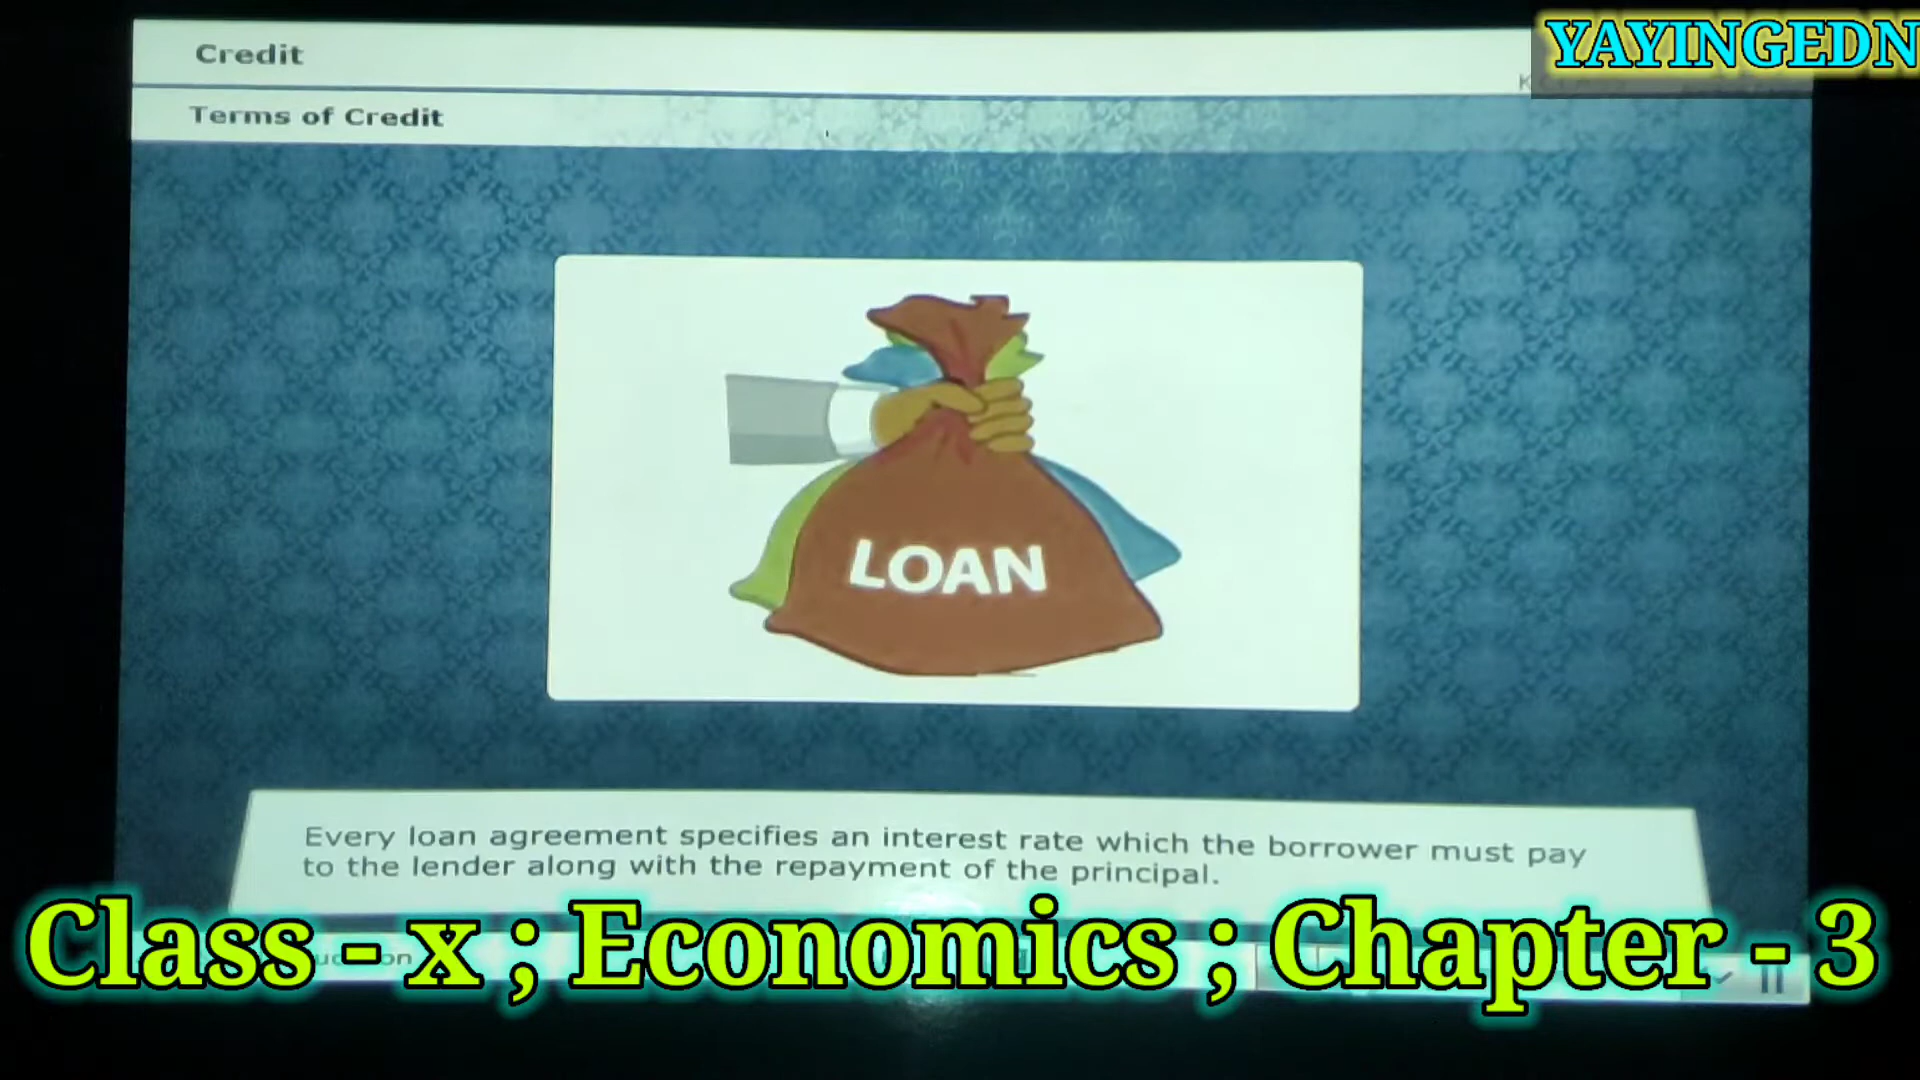 Credit
YAYINGEDN
Terms of Credit
LOAN
Every loan agreement specifies an interest rate which the borrower must pay
to the lender along with the repayment of the principal.
Class - x ; Economics ; Chapter - 3